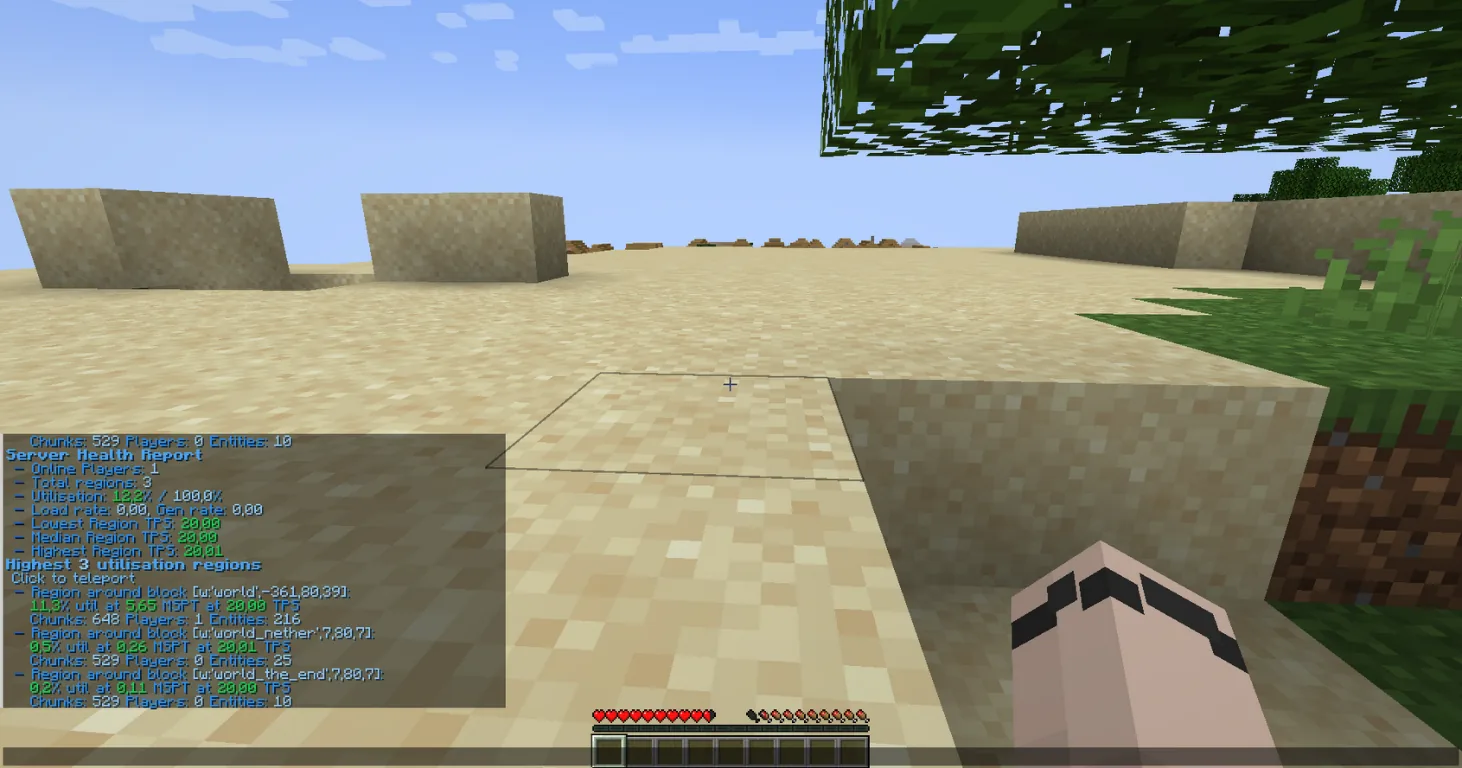 Chunks: 529 Players: 0 Entities: 10
Server Health Report
- Online Players: 1
- Total regions: 3
- Utilisation: 12,2% / 100,0%
- Load rate: 0,00, Gen rate: 0,00
- Lowest Region TPS: 20,00
- Median Region TPS: 20,00
- Highest Region TPS: 20,01
Highest 3 utilisation regions
Click to teleport
- Region around block [w:'world',-361,80,39]:
11,3% util at 5,65 MSPT at 20,00 TPS
Chunks: 648 Players: 1 Entities: 216
- Region around block [w:'world_nether',7,80,7]:
0,5% util at 0,26 MSPT at 20,01 TPS
Chunks: 529 Players: 0 Entities: 25
- Region around block [w:'world_the_end',7,80,7]:
0,2% util at 0,11 MSPT at 20,00 TPS
Chunks: 529 Players: 0 Entities: 10